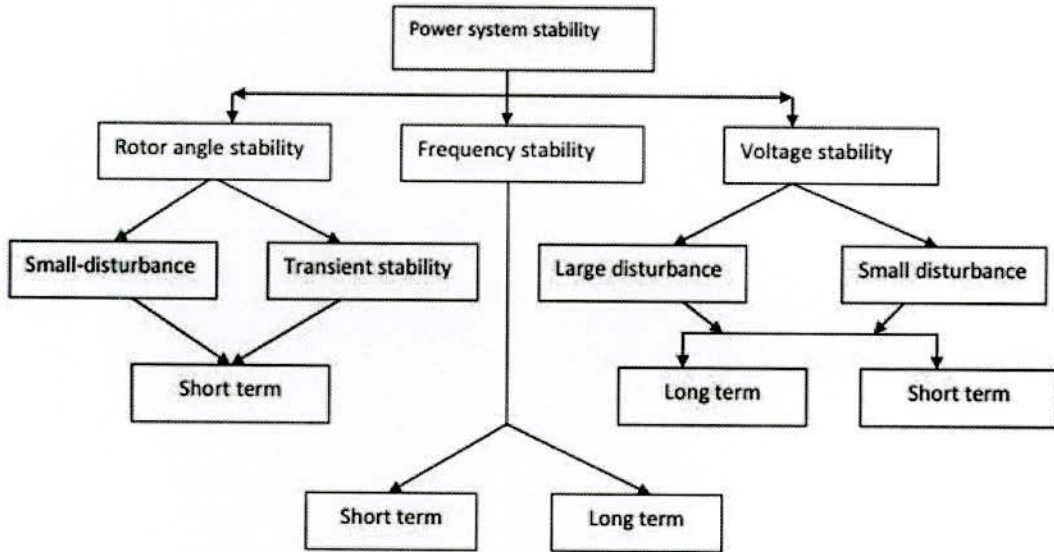 Power system stability
Rotor angle stability
Frequency stability
Voltage stability
Small-disturbance
Transient stability
Large disturbance
Small disturbance
Short term
Long term
Short term
Short term
Long term